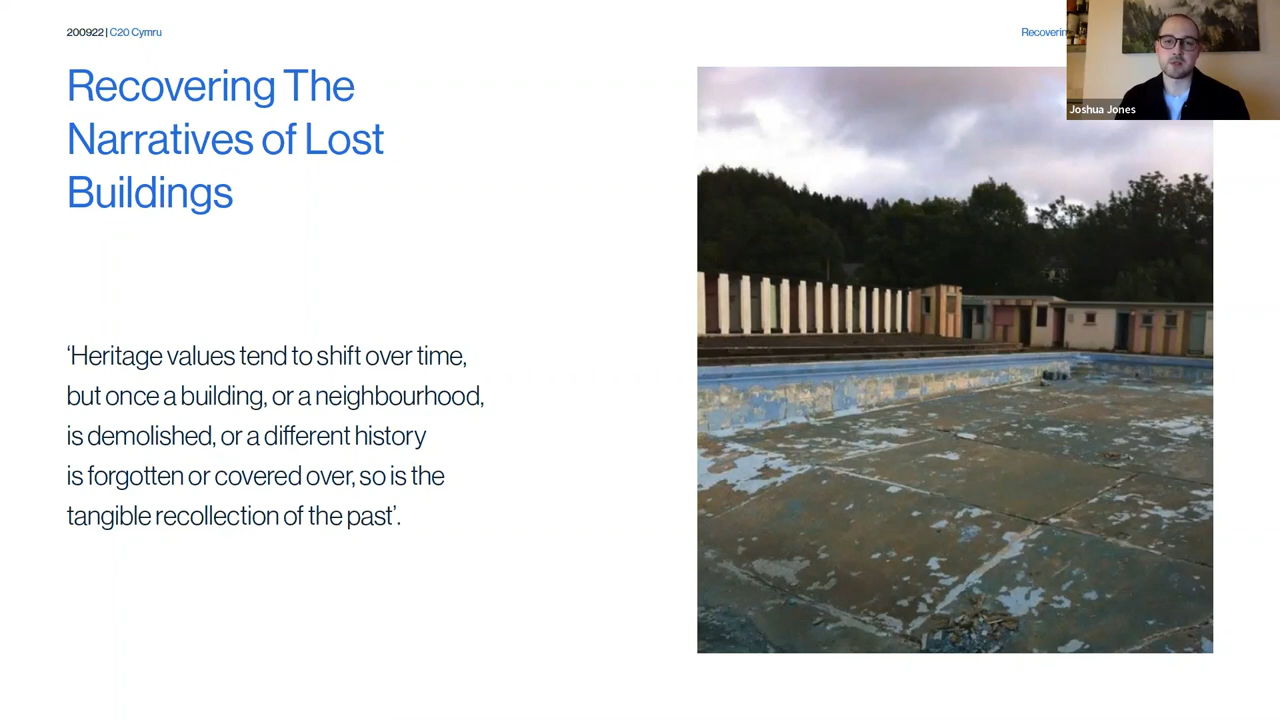 200922 | C20 Cymru
Recovering The
Narratives of Lost
Buildings
‘Heritage values tend to shift over time,
but once a building, or a neighbourhood,
is demolished, or a different history
is forgotten or covered over, so is the
tangible recollection of the past’.
Joshua Jones